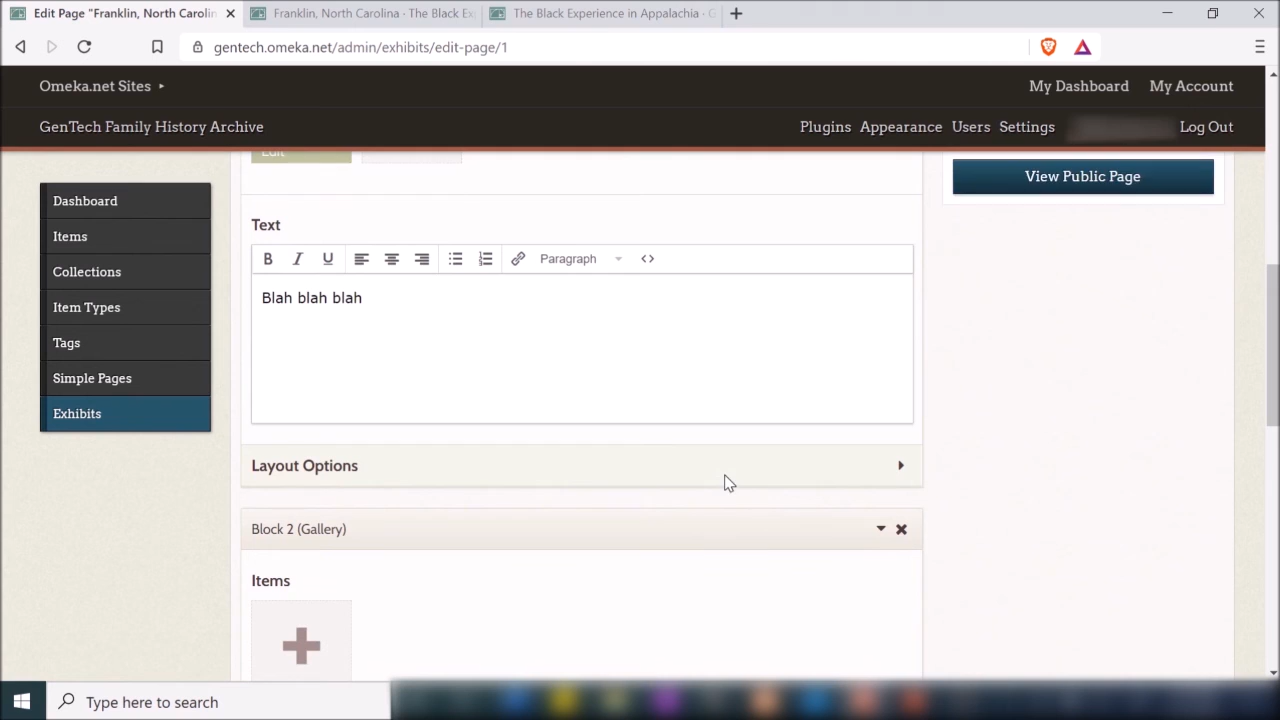 Edit Page "Franklin, North Carolin
Franklin, North Carolina · The Black Ex
The Black Experience in Appalachia · G
gentech.omeka.net/admin/exhibits/edit-page/1
Omeka.net Sites
My Dashboard
My Account
GenTech Family History Archive
Plugins
Appearance
Users
Settings
Log Out
Edit
View Public Page
Dashboard
Items
Collections
Item Types
Tags
Simple Pages
Exhibits
Text
B I U
Paragraph
Blah blah blah
Layout Options
Block 2 (Gallery)
Items
Type here to search